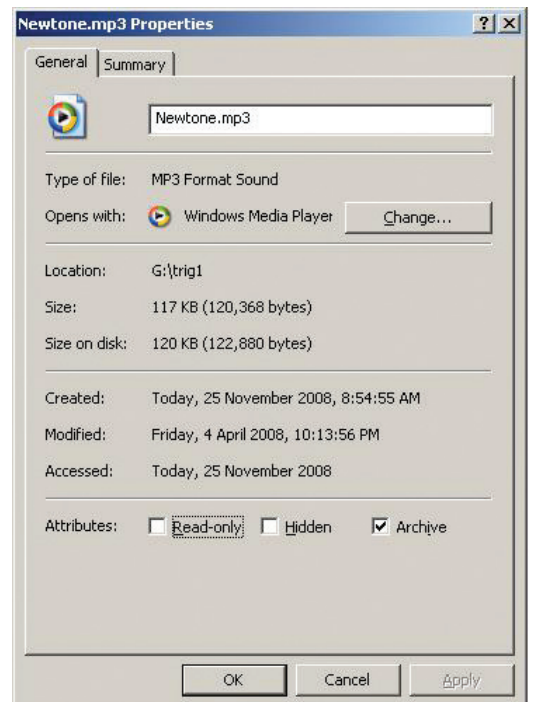 Newtone.mp3 Properties
General Summary
Newtone.mp3
Type of file: MP3 Format Sound
Opens with: Windows Media Player Change...
Location: G:\trig1
Size: 117 KB (120,368 bytes)
Size on disk: 120 KB (122,880 bytes)
Created: Today, 25 November 2008, 8:54:55 AM
Modified: Friday, 4 April 2008, 10:13:56 PM
Accessed: Today, 25 November 2008
Attributes: Read-only Hidden Archive
OK Cancel Apply